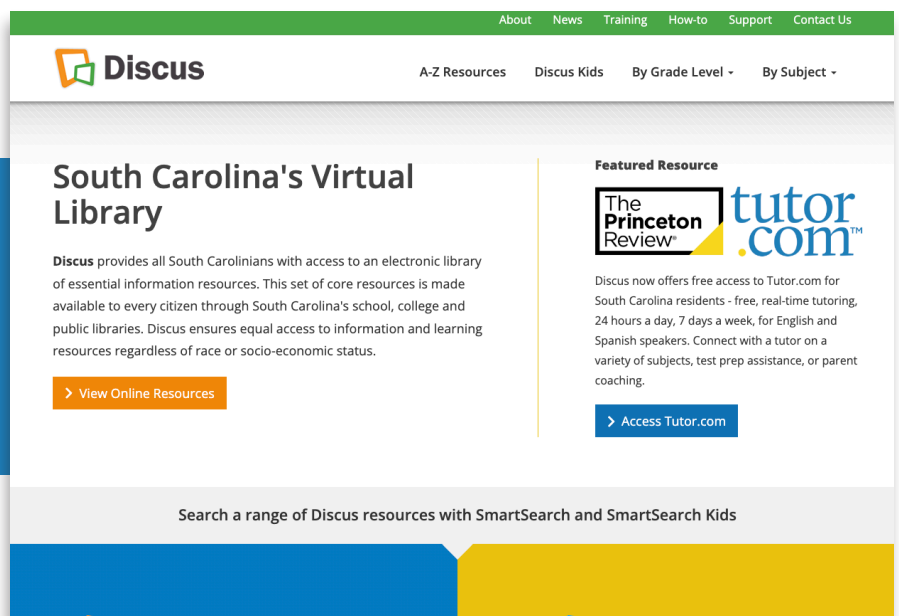 About News Training How-to Support Contact Us
Discus
A-Z Resources Discus Kids By Grade Level By Subject
South Carolina's Virtual
Library
Discus provides all South Carolinians with access to an electronic library
of essential information resources. This set of core resources is made
available to every citizen through South Carolina's school, college and
public libraries. Discus ensures equal access to information and learning
resources regardless of race or socio-economic status.
View Online Resources
Featured Resource
The
Princeton
Review®
tutor
.com™
Discus now offers free access to Tutor.com for
South Carolina residents - free, real-time tutoring,
24 hours a day, 7 days a week, for English and
Spanish speakers. Connect with a tutor on a
variety of subjects, test prep assistance, or parent
coaching.
Access Tutor.com
Search a range of Discus resources with SmartSearch and SmartSearch Kids